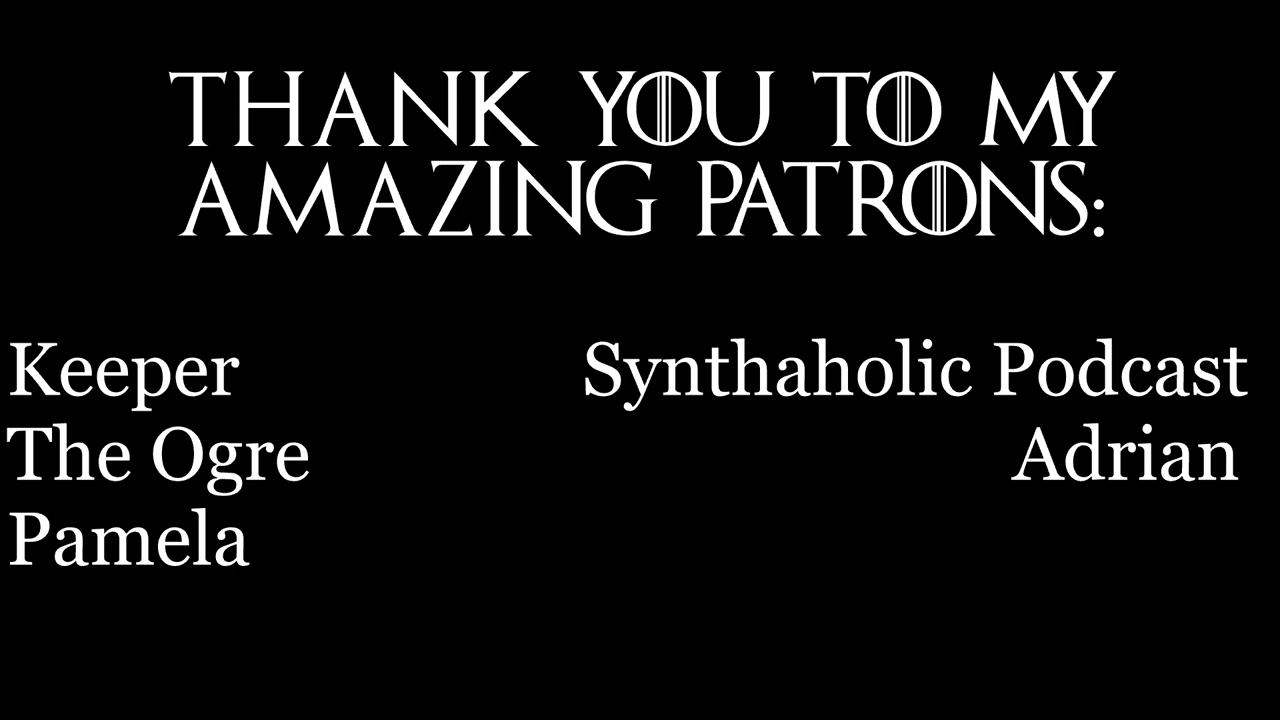 THANK YOU TO MY
AMAZING PATRONS:
Keeper
The Ogre
Pamela
Synthaholic Podcast
Adrian